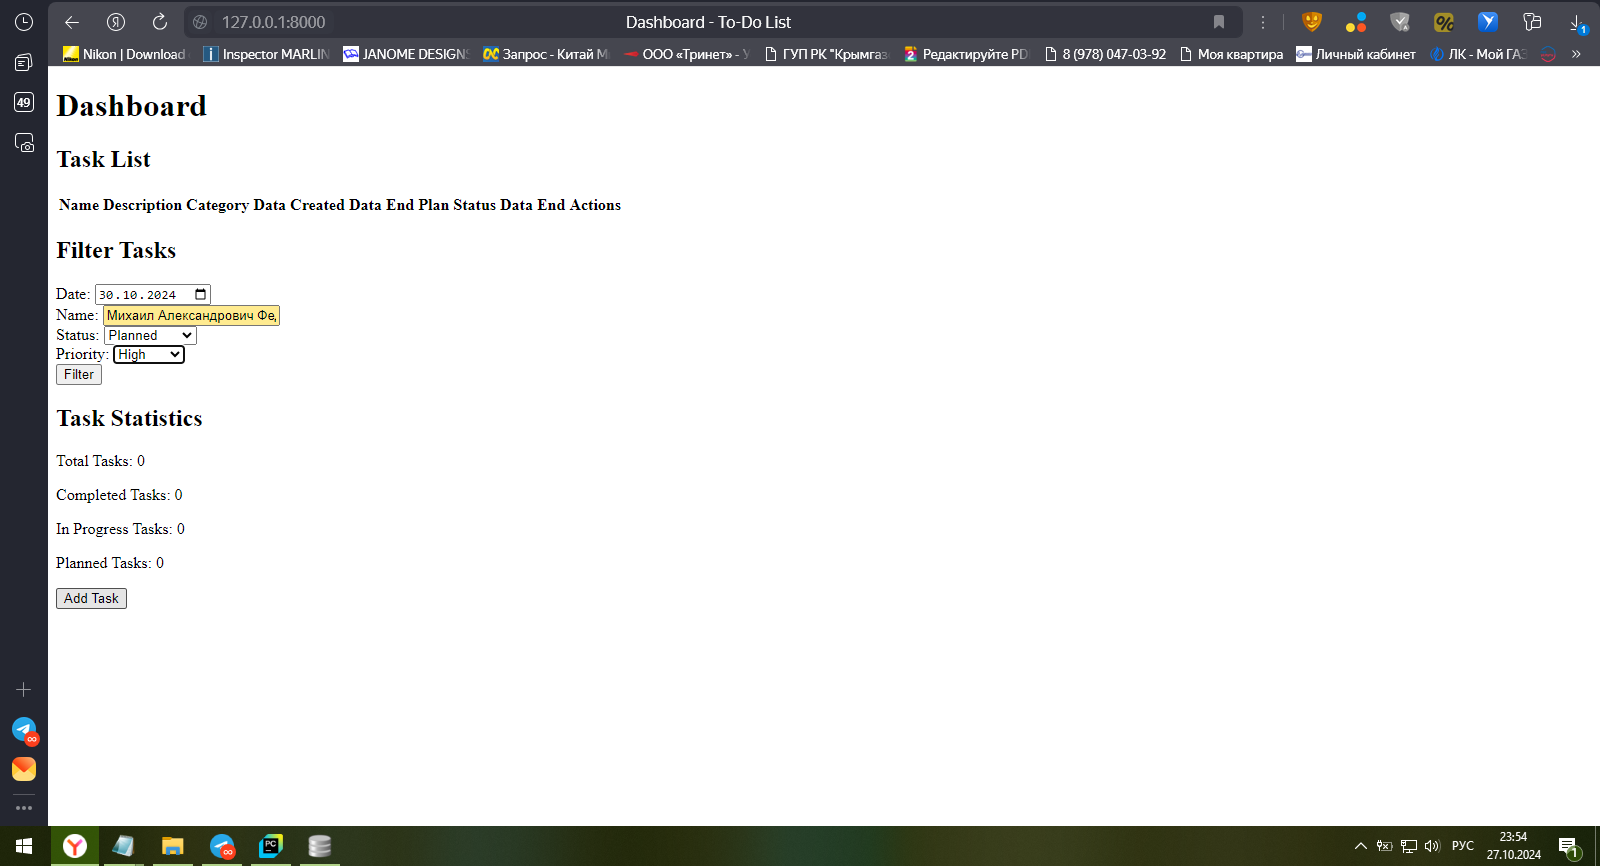 127.0.0.1:8000
Dashboard - To-Do List
1
Nikon | Download
Inspector MARLIN
JANOME DESIGNS
Запрос - Китай М
ООО «Тринет» - У
ГУП РК "Крымгаз
Редактируйте PD
8 (978) 047-03-92
Моя квартира
Личный кабинет
ЛК - Мой ГАЗ
49
Dashboard
Task List
Name Description Category Data Created Data End Plan Status Data End Actions
Filter Tasks
Date: 30.10.2024
Name: Михаил Александрович Фе
Status: Planned
Priority: High
Filter
Task Statistics
Total Tasks: 0
Completed Tasks: 0
In Progress Tasks: 0
Planned Tasks: 0
Add Task
РУС
23:54
27.10.2024
1